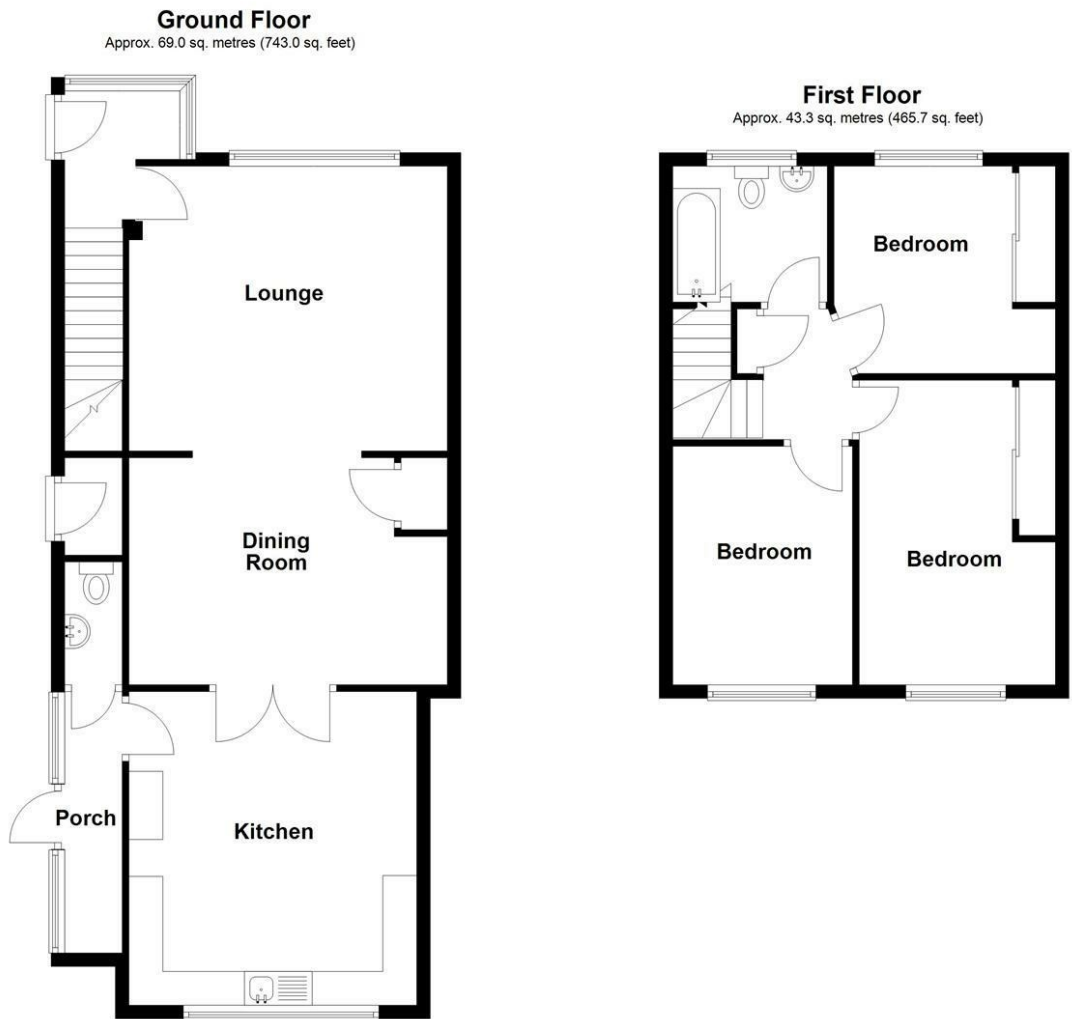 Ground Floor
Approx. 69.0 sq. metres (743.0 sq. feet)
Lounge
Dining
Room
Porch
Kitchen
First Floor
Approx. 43.3 sq. metres (465.7 sq. feet)
Bedroom
Bedroom
Bedroom